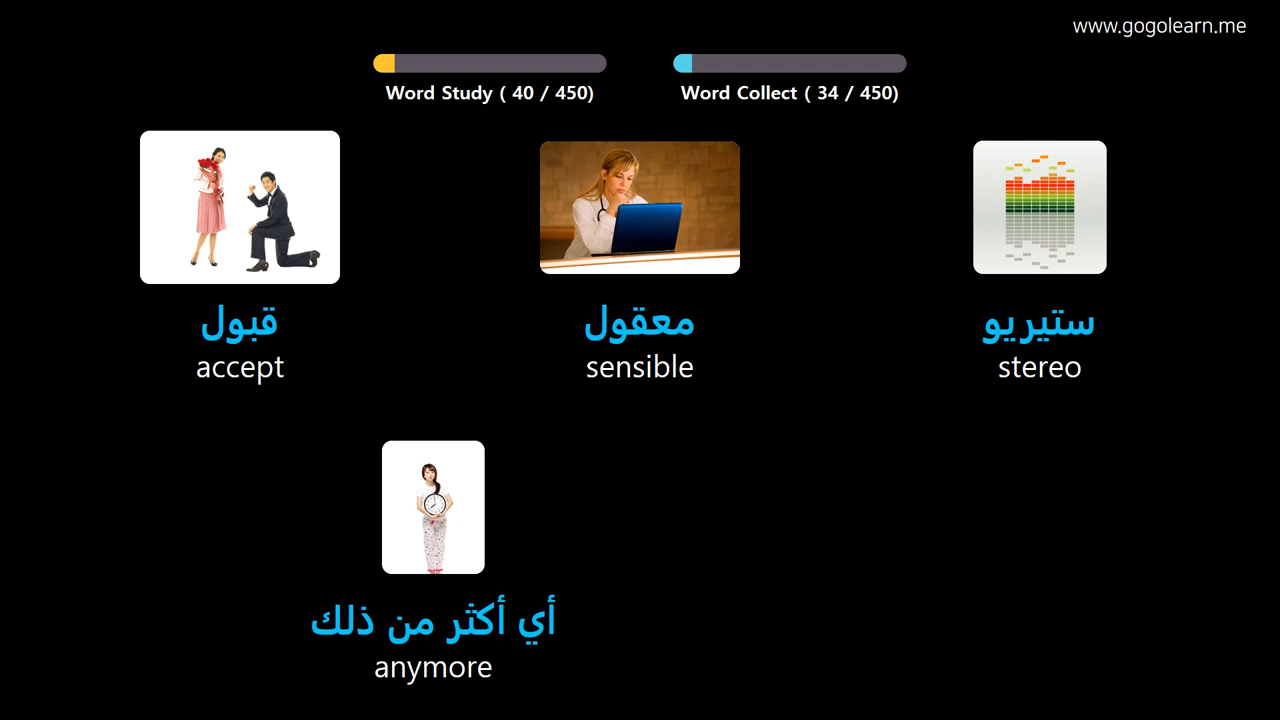 www.gogolearn.me
Word Study ( 40 / 450)
Word Collect ( 34 / 450)
قبول
accept
معقول
sensible
ستيريو
stereo
أي أكثر من ذلك
anymore